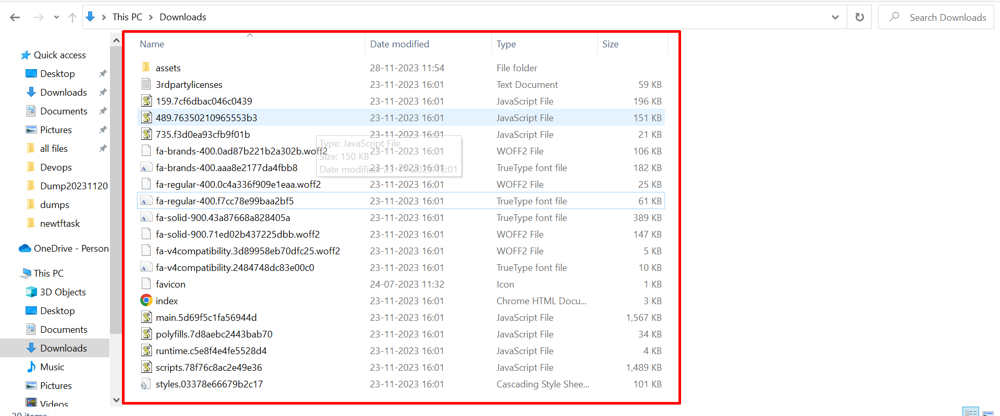 This PC > Downloads
Search Downloads
Name Date modified Type Size
Quick access
Desktop
Downloads
Documents
Pictures
all files
Devops
Dump20231120
dumps
newtftask
OneDrive - Person
This PC
3D Objects
Desktop
Documents
Downloads
Music
Pictures
Videos
20 items
assets 28-11-2023 11:54 File folder
3rdpartylicenses 23-11-2023 16:01 Text Document 59 KB
159.7cf6dbac046c0439 23-11-2023 16:01 JavaScript File 196 KB
489.76350210965553b3 23-11-2023 16:01 JavaScript File 151 KB
735.f3d0ea93cfb9f01b 23-11-2023 16:01 JavaScript File 21 KB
Type: JavaScript File
fa-brands-400.0ad87b221b2a302b.woff2 23-11-2023 16:01 WOFF2 File 106 KB
Size: 150 KB
fa-brands-400.aaa8e2177da4fbb8 23-11-2023 16:01 TrueType font file 182 KB
Date modified: 23-11-2023 16:01
fa-regular-400.0c4a336f909e1eaa.woff2 23-11-2023 16:01 WOFF2 File 25 KB
fa-regular-400.f7cc78e99baa2bf5 23-11-2023 16:01 TrueType font file 61 KB
fa-solid-900.43a87668a828405a 23-11-2023 16:01 TrueType font file 389 KB
fa-solid-900.71ed02b437225dbb.woff2 23-11-2023 16:01 WOFF2 File 147 KB
fa-v4compatibility.3d89958eb70dfc25.woff2 23-11-2023 16:01 WOFF2 File 5 KB
fa-v4compatibility.2484748dc83e00c0 23-11-2023 16:01 TrueType font file 10 KB
favicon 24-07-2023 11:32 Icon 1 KB
index 23-11-2023 16:01 Chrome HTML Docu... 3 KB
main.5d69f5c1fa56944d 23-11-2023 16:01 JavaScript File 1,567 KB
polyfills.7d8aebc2443bab70 23-11-2023 16:01 JavaScript File 34 KB
runtime.c5e8f4e4fe5528d4 23-11-2023 16:01 JavaScript File 4 KB
scripts.78f76c8ac2e49e36 23-11-2023 16:01 JavaScript File 1,489 KB
styles.03378e66679b2c17 23-11-2023 16:01 Cascading Style Shee... 101 KB